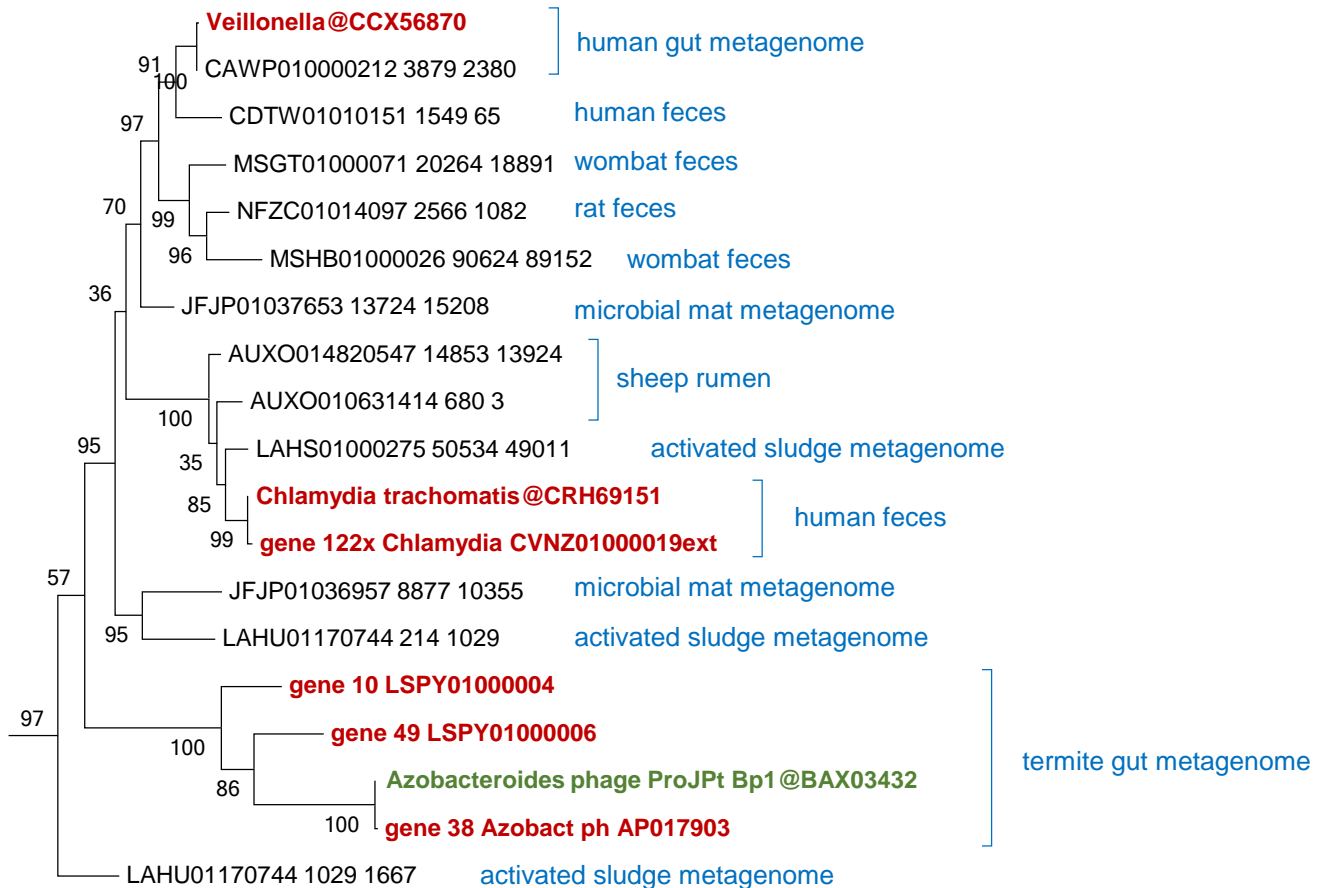 Veillonella@CCX56870
human gut metagenome
91
100
CAWP010000212 3879 2380
CDTW01010151 1549 65
human feces
97
MSGT01000071 20264 18891
wombat feces
70
99
NFZC01014097 2566 1082
rat feces
96
MSHB01000026 90624 89152
wombat feces
36
JFJP01037653 13724 15208
microbial mat metagenome
AUXO014820547 14853 13924
sheep rumen
100
AUXO010631414 680 3
95
35
LAHS01000275 50534 49011
activated sludge metagenome
85
Chlamydia trachomatis@CRH69151
human feces
99
gene 122x Chlamydia CVNZ01000019ext
57
JFJP01036957 8877 10355
microbial mat metagenome
95
LAHU01170744 214 1029
activated sludge metagenome
gene 10 LSPY01000004
97
100
gene 49 LSPY01000006
termite gut metagenome
86
Azobacteroides phage ProJPt Bp1@BAX03432
100
gene 38 Azobact ph AP017903
LAHU01170744 1029 1667
activated sludge metagenome